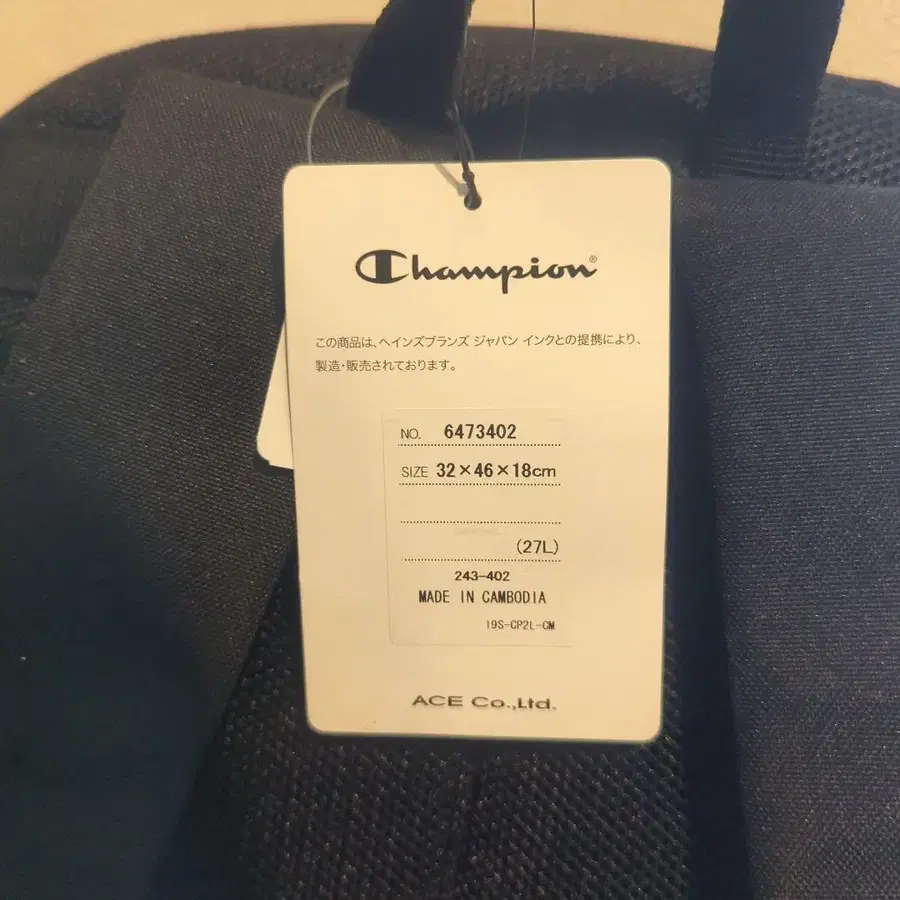 Champion®
この商品は、ヘインズブランズ ジャパン インクとの提携により、
製造・販売されております。
NO. 6473402
SIZE 32×46×18cm
(27L)
243-402
MADE IN CAMBODIA
19S-CP2L-CM
ACE Co.,Ltd.